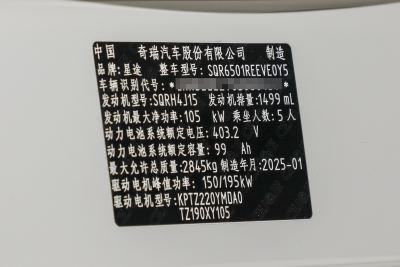 中国 奇瑞汽车股份有限公司 制造
品牌：星途 整车型号：SQR6501REEVE0Y5
车辆识别代号：*
发动机型号：SQRH4J15 发动机排量：1499 mL
发动机最大净功率：105 kW 乘坐人数：5人
动力电池系统额定电压：403.2 V
动力电池系统额定容量：99 Ah
最大允许总质量：2845kg 制造年月：2025-01
驱动电机峰值功率：150/195kW
驱动电机型号：KPTZ220YMDA0
TZ190XY105